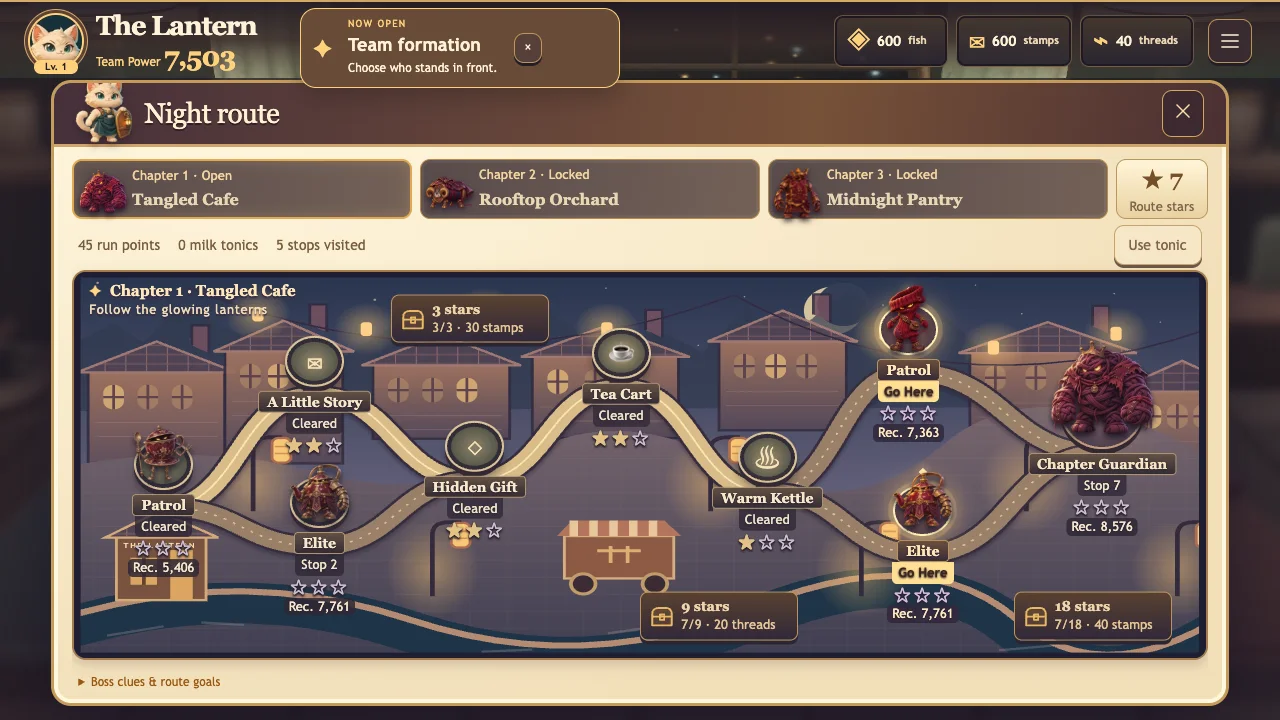 The Lantern
Team Power 7,503
Lv. 1
NOW OPEN
Team formation
Choose who stands in front.
×
600 fish
600 stamps
40 threads
Night route
Chapter 1 · Open
Tangled Cafe
Chapter 2 · Locked
Rooftop Orchard
Chapter 3 · Locked
Midnight Pantry
★ 7
Route stars
45 run points
0 milk tonics
5 stops visited
Use tonic
Chapter 1 · Tangled Cafe
Follow the glowing lanterns
3 stars
3/3 · 30 stamps
A Little Story
Cleared
Tea Cart
Cleared
Patrol
Go Here
Rec. 7,363
Patrol
Cleared
Rec. 5,406
Hidden Gift
Cleared
Warm Kettle
Cleared
Chapter Guardian
Stop 7
Rec. 8,576
Elite
Stop 2
Rec. 7,761
Elite
Go Here
Rec. 7,761
9 stars
7/9 · 20 threads
18 stars
7/18 · 40 stamps
Boss clues & route goals